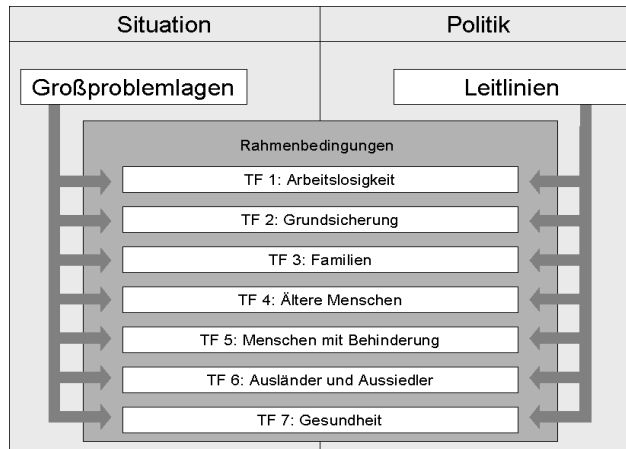 Situation
Politik
Großproblemlagen
Leitlinien
Rahmenbedingungen
TF 1: Arbeitslosigkeit
TF 2: Grundsicherung
TF 3: Familien
TF 4: Ältere Menschen
TF 5: Menschen mit Behinderung
TF 6: Ausländer und Aussiedler
TF 7: Gesundheit